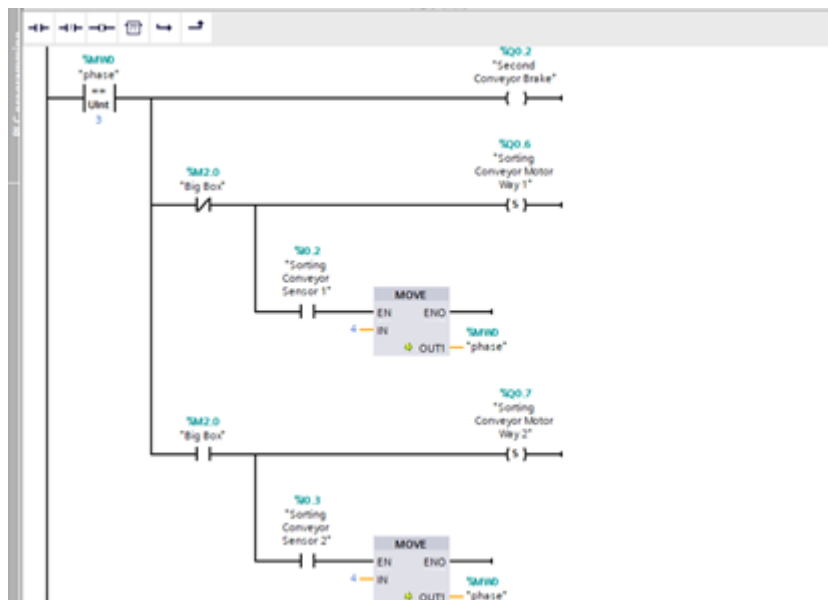 %MW0
"phase"
==
UInt
3
%Q0.2
"Second
Conveyor Brake"
%M2.0
"Big Box"
%Q0.6
"Sorting
Conveyor Motor
Way 1"
S
%I0.2
"Sorting
Conveyor
Sensor 1"
MOVE
EN ENO
4 IN
OUT1
%MW0
"phase"
%M2.0
"Big Box"
%Q0.7
"Sorting
Conveyor Motor
Way 2"
S
%I0.3
"Sorting
Conveyor
Sensor 2"
MOVE
EN ENO
4 IN
OUT1
%MW0
"phase"